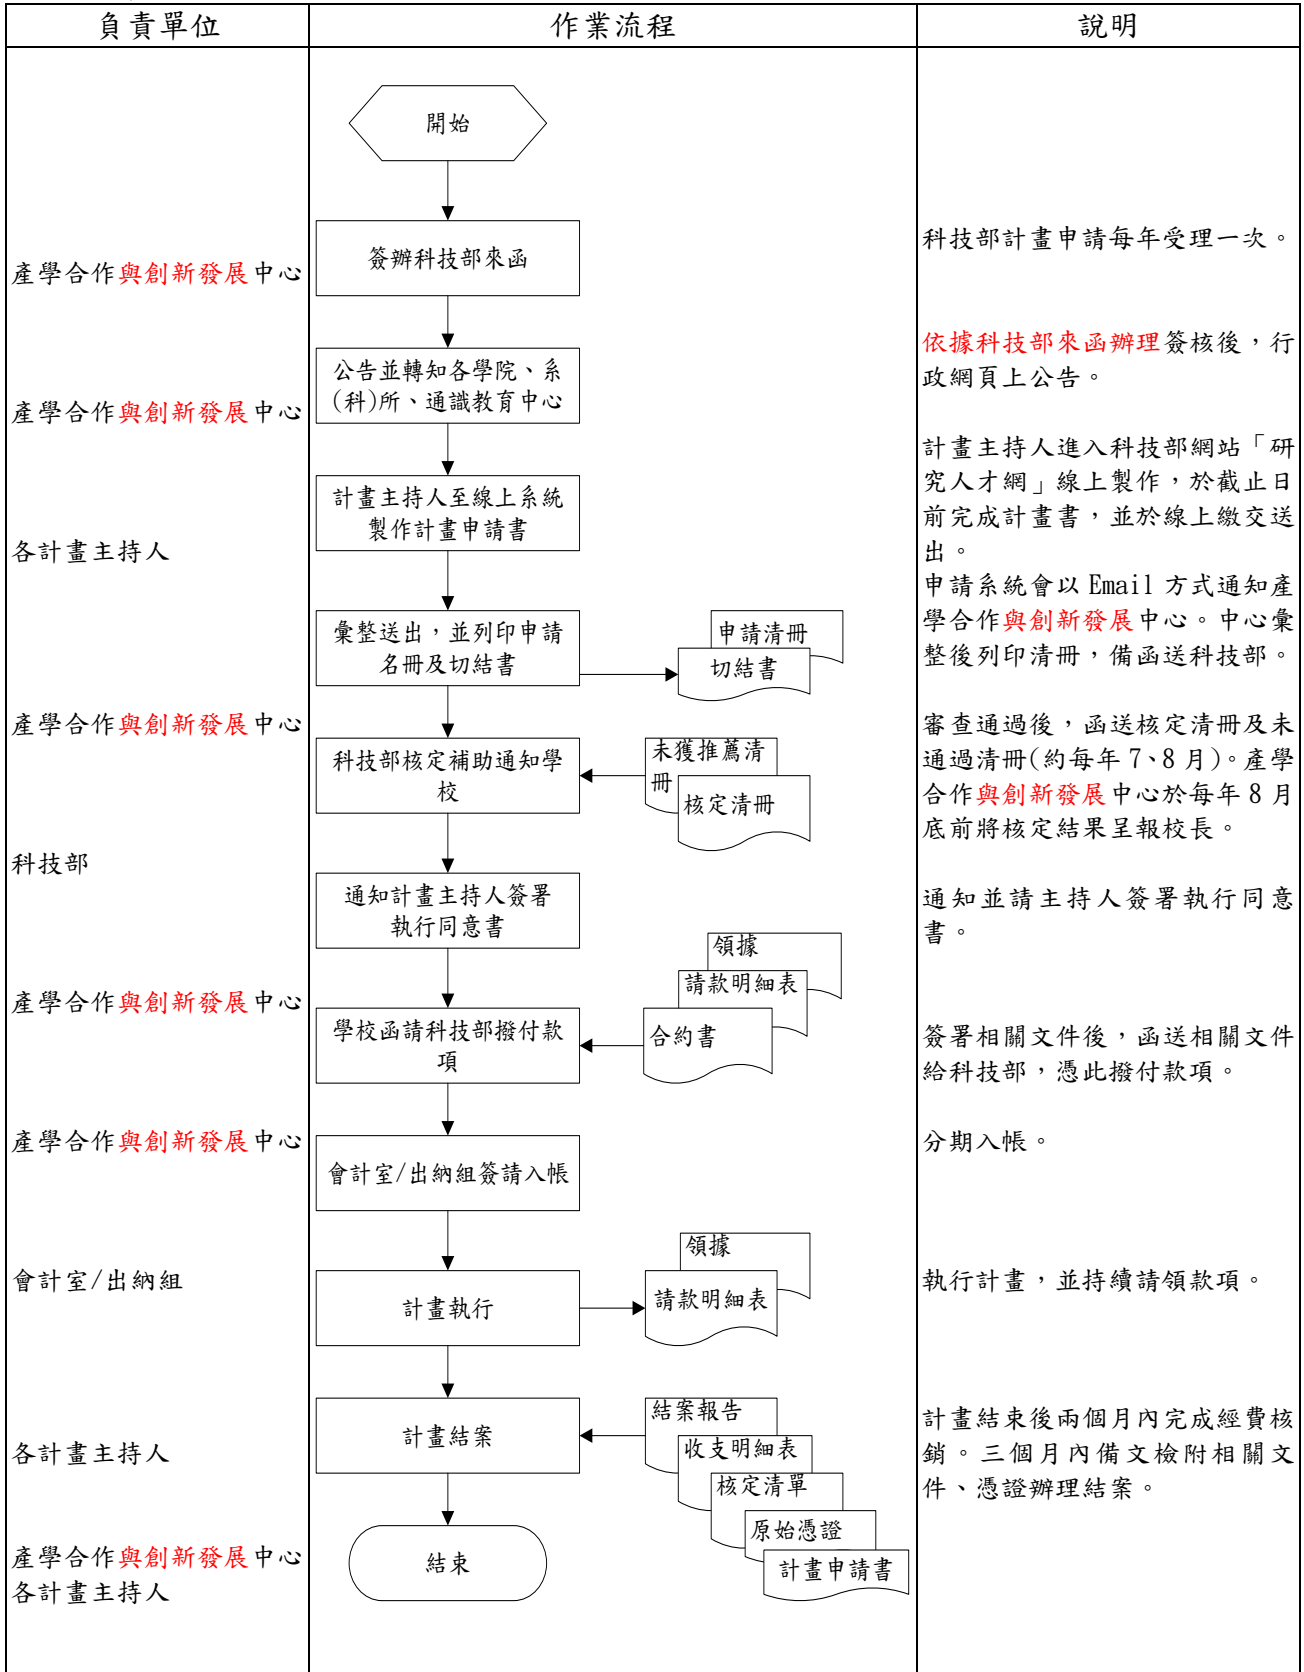 負責單位
作業流程
說明
開始
產學合作與創新發展中心
簽辦科技部來函
科技部計畫申請每年受理一次。
產學合作與創新發展中心
公告並轉知各學院、系
(科)所、通識教育中心
依據科技部來函辦理簽核後，行
政網頁上公告。
各計畫主持人
計畫主持人至線上系統
製作計畫申請書
計畫主持人進入科技部網站「研
究人才網」線上製作，於截止日
前完成計畫書，並於線上繳交送
出。
產學合作與創新發展中心
彙整送出，並列印申請
名冊及切結書
申請清冊
切結書
申請系統會以 Email 方式通知產
學合作與創新發展中心。中心彙
整後列印清冊，備函送科技部。
科技部
科技部核定補助通知學
校
未獲推薦清
冊
核定清冊
審查通過後，函送核定清冊及未
通過清冊(約每年 7、8 月)。產學
合作與創新發展中心於每年 8 月
底前將核定結果呈報校長。
產學合作與創新發展中心
通知計畫主持人簽署
執行同意書
通知並請主持人簽署執行同意
書。
產學合作與創新發展中心
學校函請科技部撥付款
項
領據
請款明細表
合約書
簽署相關文件後，函送相關文件
給科技部，憑此撥付款項。
會計室/出納組
會計室/出納組簽請入帳
分期入帳。
各計畫主持人
計畫執行
領據
請款明細表
執行計畫，並持續請領款項。
產學合作與創新發展中心
各計畫主持人
計畫結案
結案報告
收支明細表
核定清單
原始憑證
計畫申請書
計畫結束後兩個月內完成經費核
銷。三個月內備文檢附相關文
件、憑證辦理結案。
結束